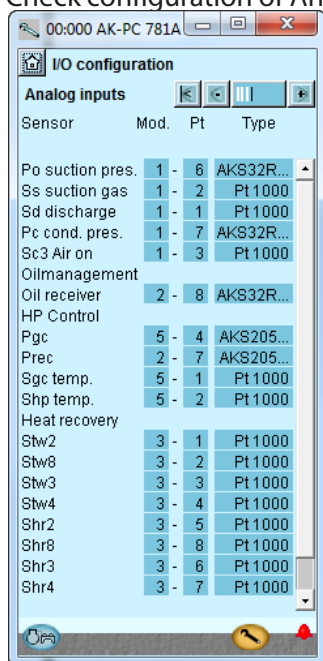 Check configuration of An
00:000 AK-PC 781A
I/O configuration
Analog inputs
Sensor Mod. Pt Type
Po suction pres. 1 - 6 AKS32R...
Ss suction gas 1 - 2 Pt 1000
Sd discharge 1 - 1 Pt 1000
Pc cond. pres. 1 - 7 AKS32R...
Sc3 Air on 1 - 3 Pt 1000
Oilmanagement
Oil receiver 2 - 8 AKS32R...
HP Control
Pgc 5 - 4 AKS205...
Prec 2 - 7 AKS205...
Sgc temp. 5 - 1 Pt 1000
Shp temp. 5 - 2 Pt 1000
Heat recovery
Stw2 3 - 1 Pt 1000
Stw8 3 - 2 Pt 1000
Stw3 3 - 3 Pt 1000
Stw4 3 - 4 Pt 1000
Shr2 3 - 5 Pt 1000
Shr8 3 - 8 Pt 1000
Shr3 3 - 6 Pt 1000
Shr4 3 - 7 Pt 1000